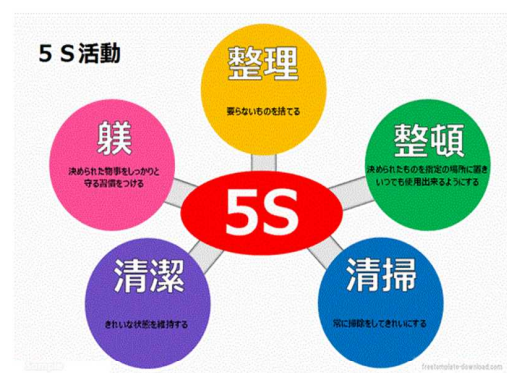 5S活動
整理
要らないものを捨てる
整頓
決められたものを指定の場所に置き
いつでも使用出来るようにする
清掃
常に掃除をしてきれいにする
清潔
きれいな状態を維持する
躾
決められた物事をしっかりと
守る習慣をつける
5S
freetemplate-download.com